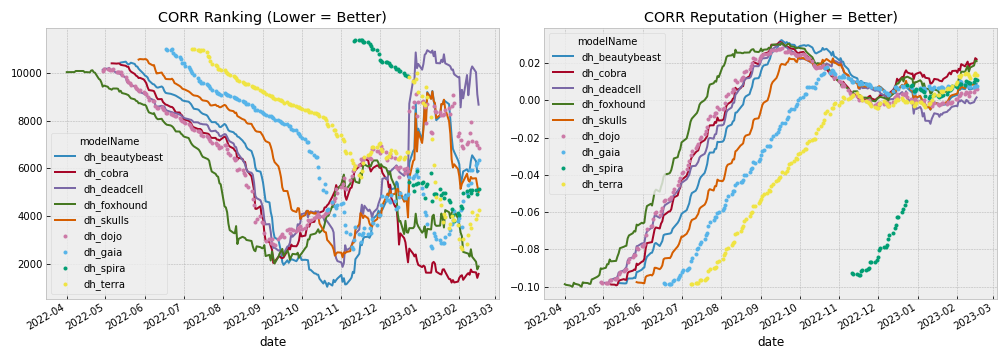 CORR Ranking (Lower = Better)
10000
8000
6000
4000
2000
modelName
dh_beautybeast
dh_cobra
dh_deadcell
dh_foxhound
dh_skulls
dh_dojo
dh_gaia
dh_spira
dh_terra
2022-04
2022-05
2022-06
2022-07
2022-08
2022-09
2022-10
2022-11
2022-12
2023-01
2023-02
2023-03
date
CORR Reputation (Higher = Better)
0.02
0.00
−0.02
−0.04
−0.06
−0.08
−0.10
modelName
dh_beautybeast
dh_cobra
dh_deadcell
dh_foxhound
dh_skulls
dh_dojo
dh_gaia
dh_spira
dh_terra
2022-04
2022-05
2022-06
2022-07
2022-08
2022-09
2022-10
2022-11
2022-12
2023-01
2023-02
2023-03
date